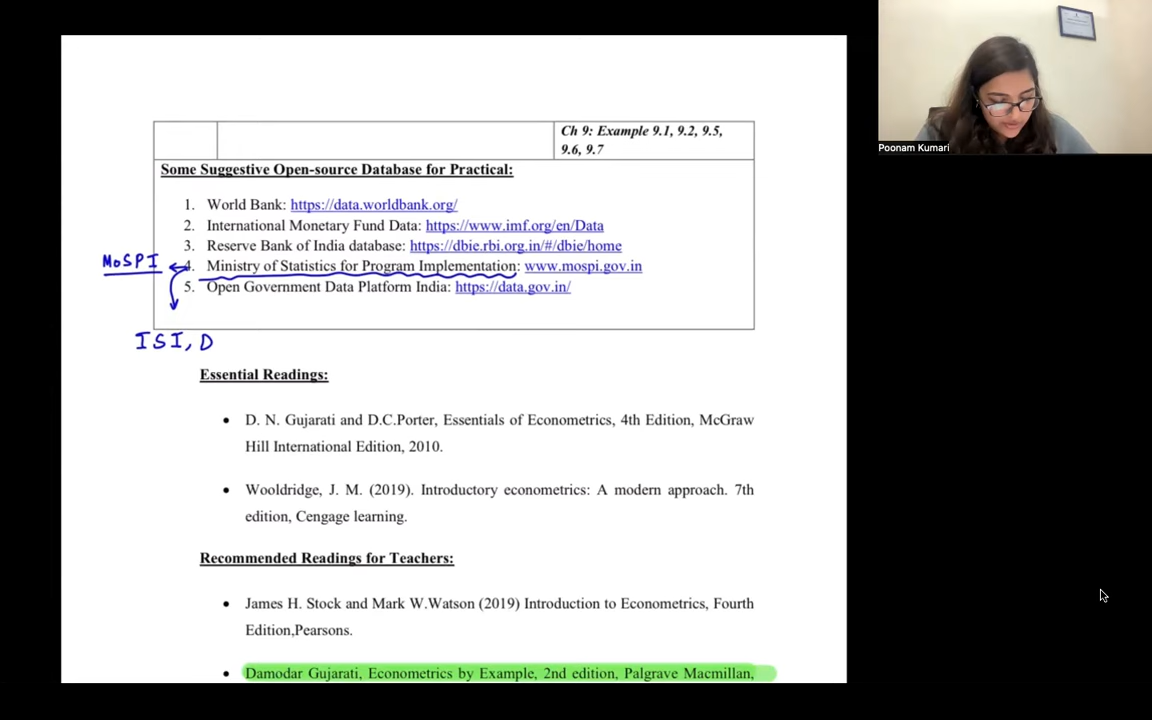 Ch 9: Example 9.1, 9.2, 9.5,
9.6, 9.7
Some Suggestive Open-source Database for Practical:
1. World Bank: https://data.worldbank.org/
2. International Monetary Fund Data: https://www.imf.org/en/Data
3. Reserve Bank of India database: https://dbie.rbi.org.in/#/dbie/home
MoSPI
4. Ministry of Statistics for Program Implementation: www.mospi.gov.in
5. Open Government Data Platform India: https://data.gov.in/
ISI, D
Essential Readings:
• D. N. Gujarati and D.C.Porter, Essentials of Econometrics, 4th Edition, McGraw
Hill International Edition, 2010.
• Wooldridge, J. M. (2019). Introductory econometrics: A modern approach. 7th
edition, Cengage learning.
Recommended Readings for Teachers:
• James H. Stock and Mark W.Watson (2019) Introduction to Econometrics, Fourth
Edition,Pearsons.
• Damodar Gujarati, Econometrics by Example, 2nd edition, Palgrave Macmillan,
Poonam Kumari